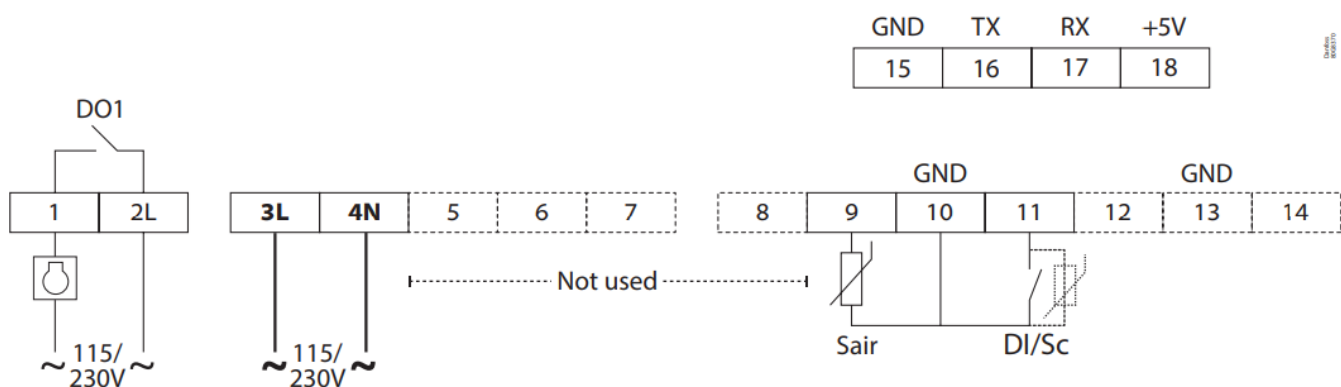 GND TX RX +5V
15 16 17 18
Danfoss
DO1
GND GND
1 2L 3L 4N 5 6 7 8 9 10 11 12 13 14
Not used
Sair DI/Sc
~ 115/ ~ ~ 115/ ~
230V 230V